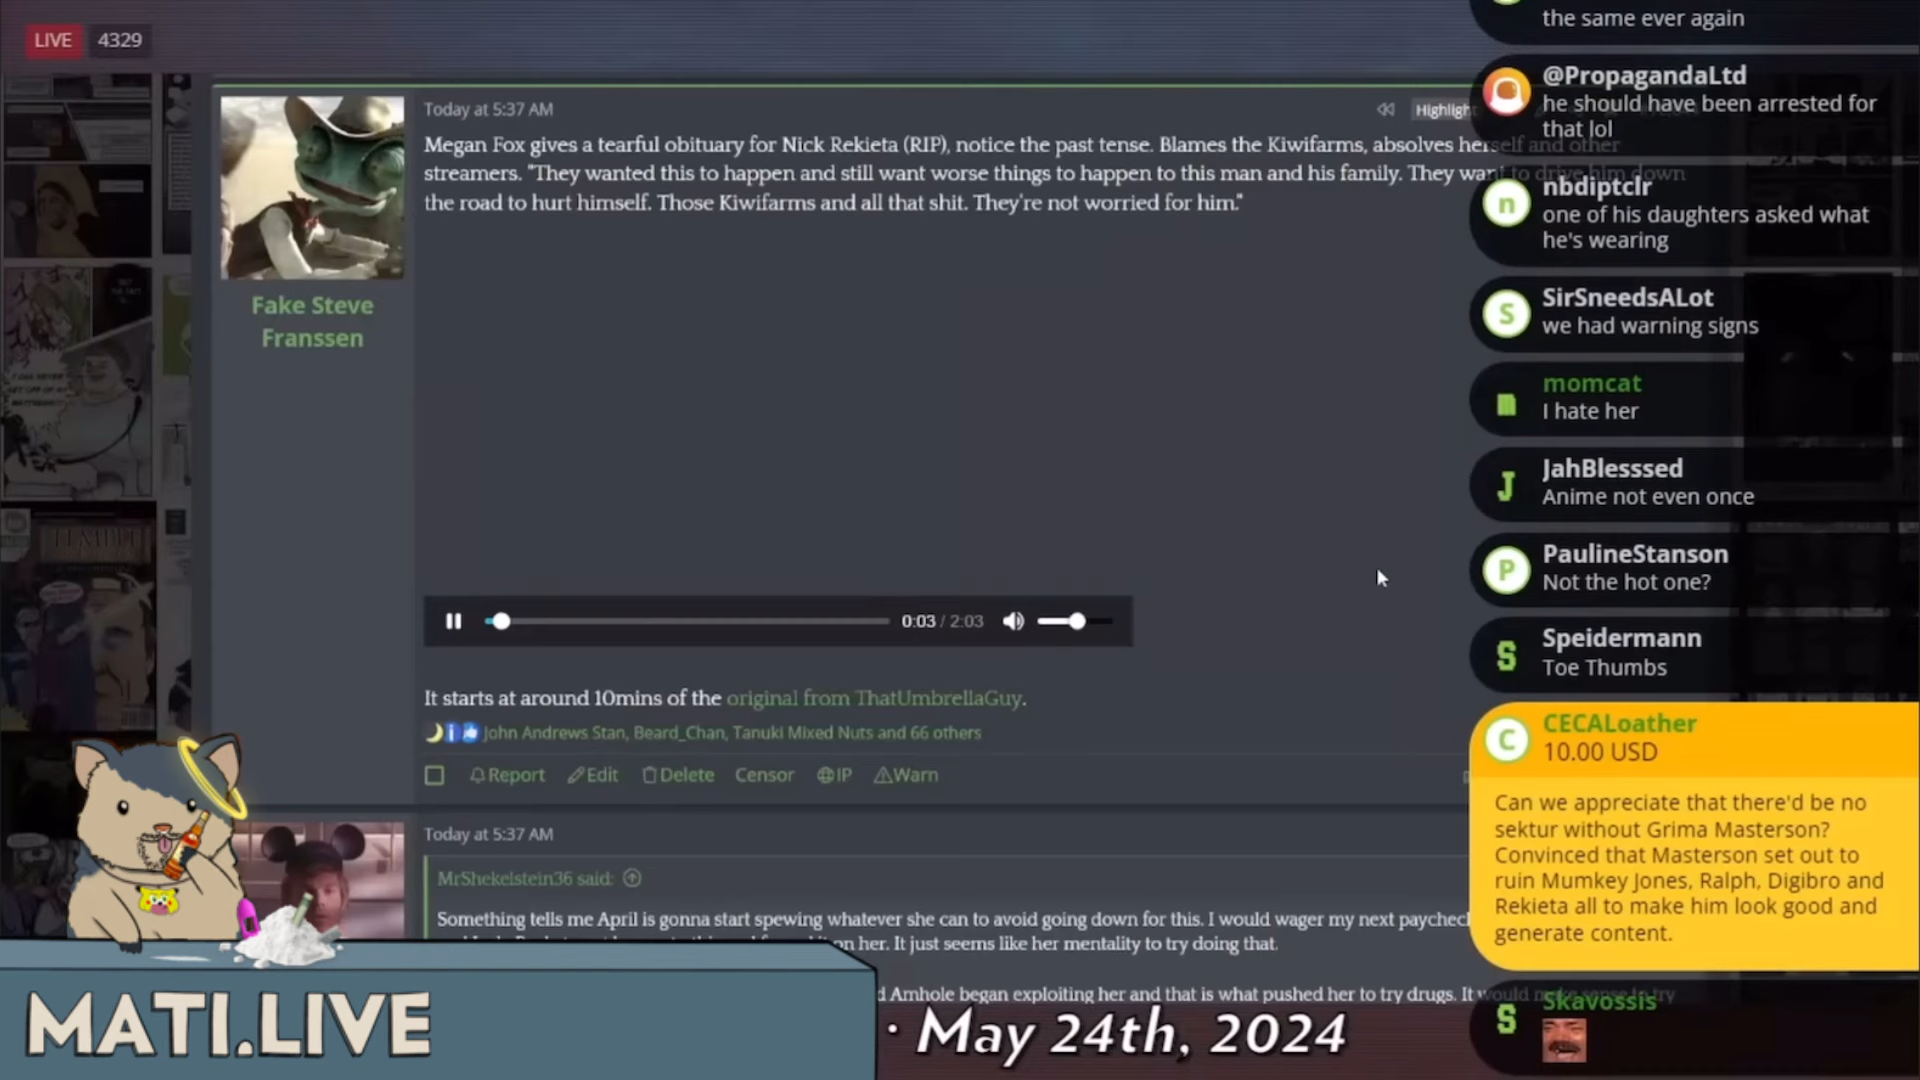 LIVE 4329
Today at 5:37 AM
Highlight
Megan Fox gives a tearful obituary for Nick Rekieta (RIP), notice the past tense. Blames the Kiwifarms, absolves herself and other
streamers. "They wanted this to happen and still want worse things to happen to this man and his family. They want to drive him down
the road to hurt himself. Those Kiwifarms and all that shit. They're not worried for him."
Fake Steve
Franssen
0:03 / 2:03
It starts at around 10mins of the original from ThatUmbrellaGuy.
John Andrews Stan, Beard_Chan, Tanuki Mixed Nuts and 66 others
Report Edit Delete Censor IP Warn
Today at 5:37 AM
MrShekelstein36 said:
Something tells me April is gonna start spewing whatever she can to avoid going down for this. I would wager my next paycheck
on her. It just seems like her mentality to try doing that.
d Amhole began exploiting her and that is what pushed her to try drugs. It would make sense to try
MATI.LIVE
· May 24th, 2024
the same ever again
@PropagandaLtd
he should have been arrested for
that lol
n
nbdiptclr
one of his daughters asked what
he's wearing
S
SirSneedsALot
we had warning signs
m
momcat
I hate her
J
JahBlesssed
Anime not even once
P
PaulineStanson
Not the hot one?
S
Speidermann
Toe Thumbs
C
CECALoather
10.00 USD
Can we appreciate that there'd be no
sektur without Grima Masterson?
Convinced that Masterson set out to
ruin Mumkey Jones, Ralph, Digibro and
Rekieta all to make him look good and
generate content.
S
Skavossis